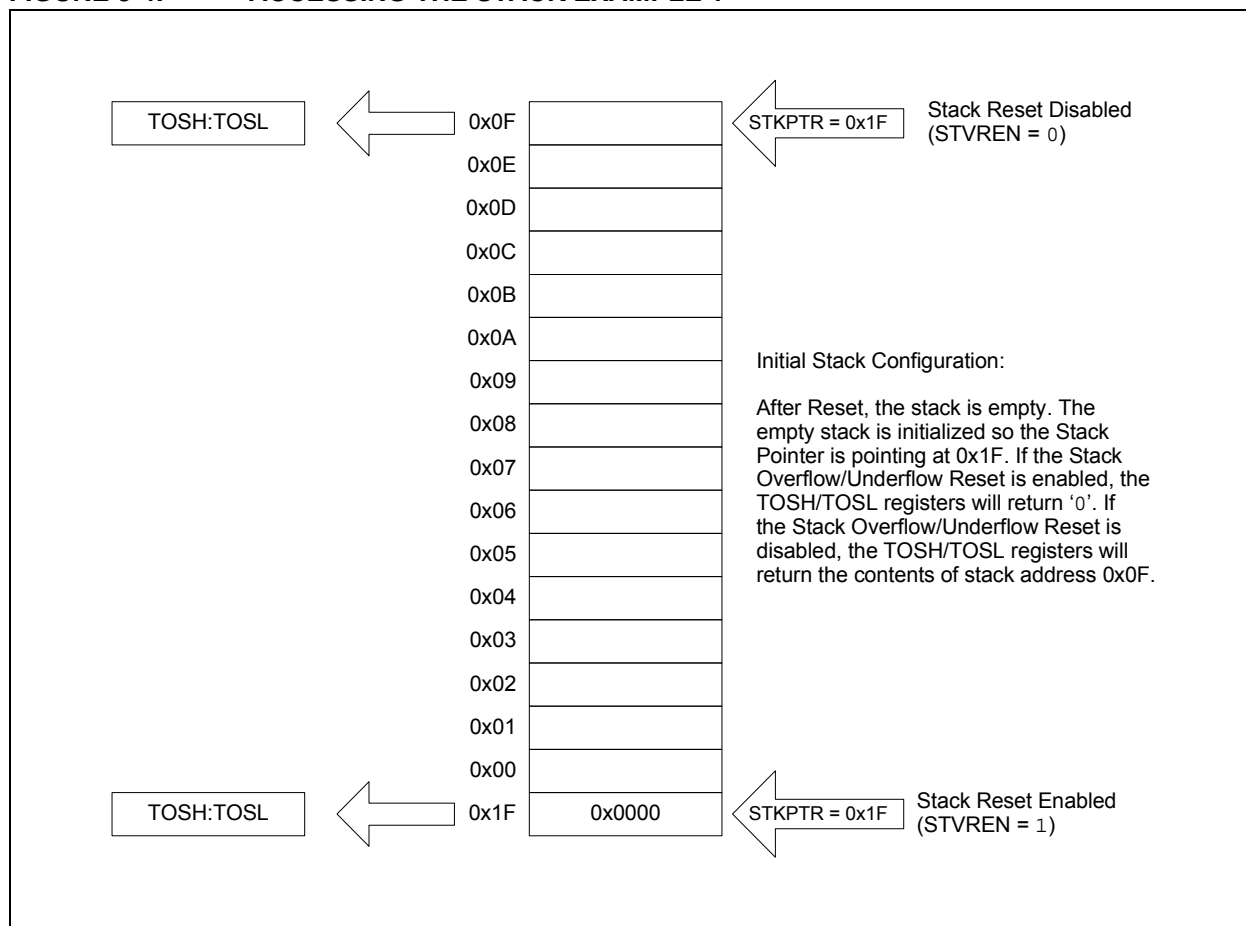 TOSH:TOSL
0x0F
STKPTR = 0x1F
Stack Reset Disabled
(STVREN = 0)
0x0E
0x0D
0x0C
0x0B
0x0A
0x09
0x08
0x07
0x06
0x05
0x04
0x03
0x02
0x01
0x00
Initial Stack Configuration:
After Reset, the stack is empty. The
empty stack is initialized so the Stack
Pointer is pointing at 0x1F. If the Stack
Overflow/Underflow Reset is enabled, the
TOSH/TOSL registers will return ‘0’. If
the Stack Overflow/Underflow Reset is
disabled, the TOSH/TOSL registers will
return the contents of stack address 0x0F.
TOSH:TOSL
0x1F
0x0000
STKPTR = 0x1F
Stack Reset Enabled
(STVREN = 1)